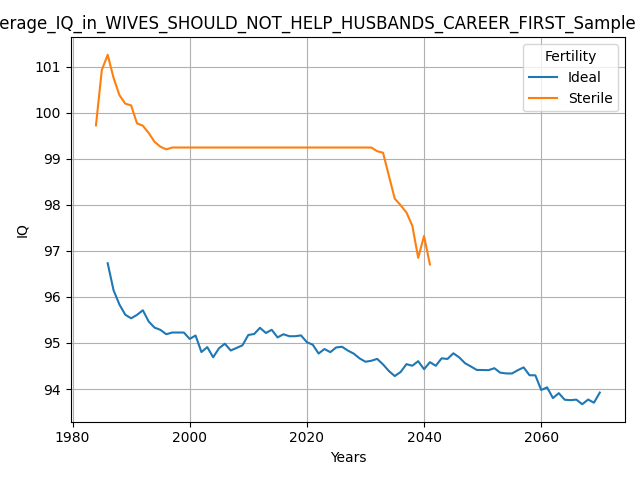 erage_IQ_in_WIVES_SHOULD_NOT_HELP_HUSBANDS_CAREER_FIRST_Sample
Fertility
Ideal
Sterile
IQ
101
100
99
98
97
96
95
94
1980
2000
2020
2040
2060
Years